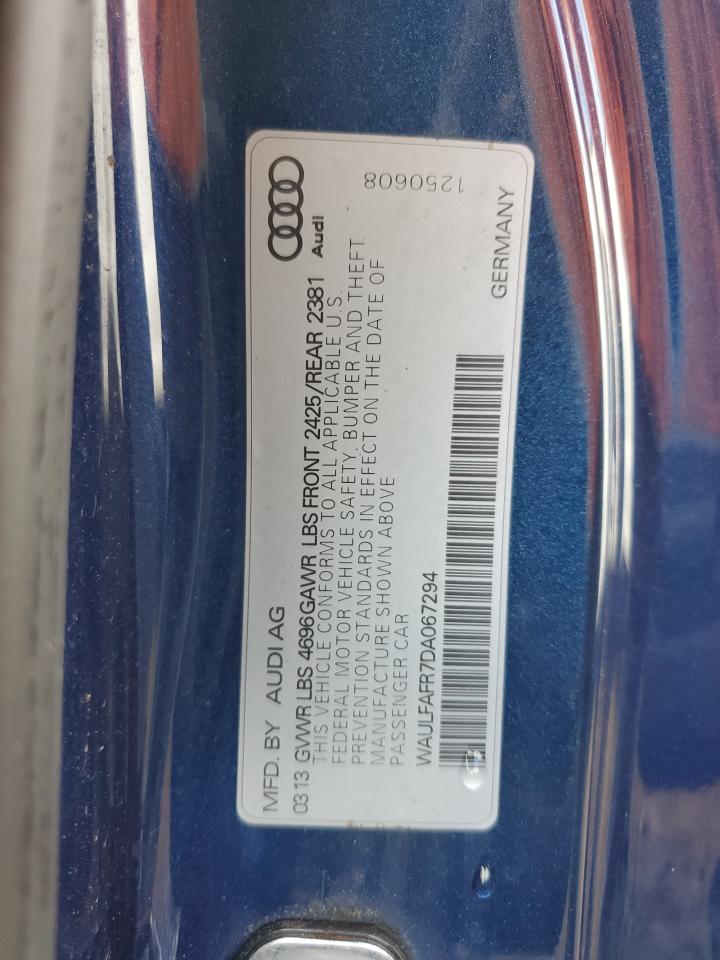 MFD. BY AUDI AG
0313 GVWR LBS 4696 GAWR LBS FRONT 2425/REAR 2381
THIS VEHICLE CONFORMS TO ALL APPLICABLE U.S.
FEDERAL MOTOR VEHICLE SAFETY, BUMPER AND THEFT
PREVENTION STANDARDS IN EFFECT ON THE DATE OF
MANUFACTURE SHOWN ABOVE
PASSENGER CAR
WAULFAFR7DA067294
Audi
1250608
GERMANY